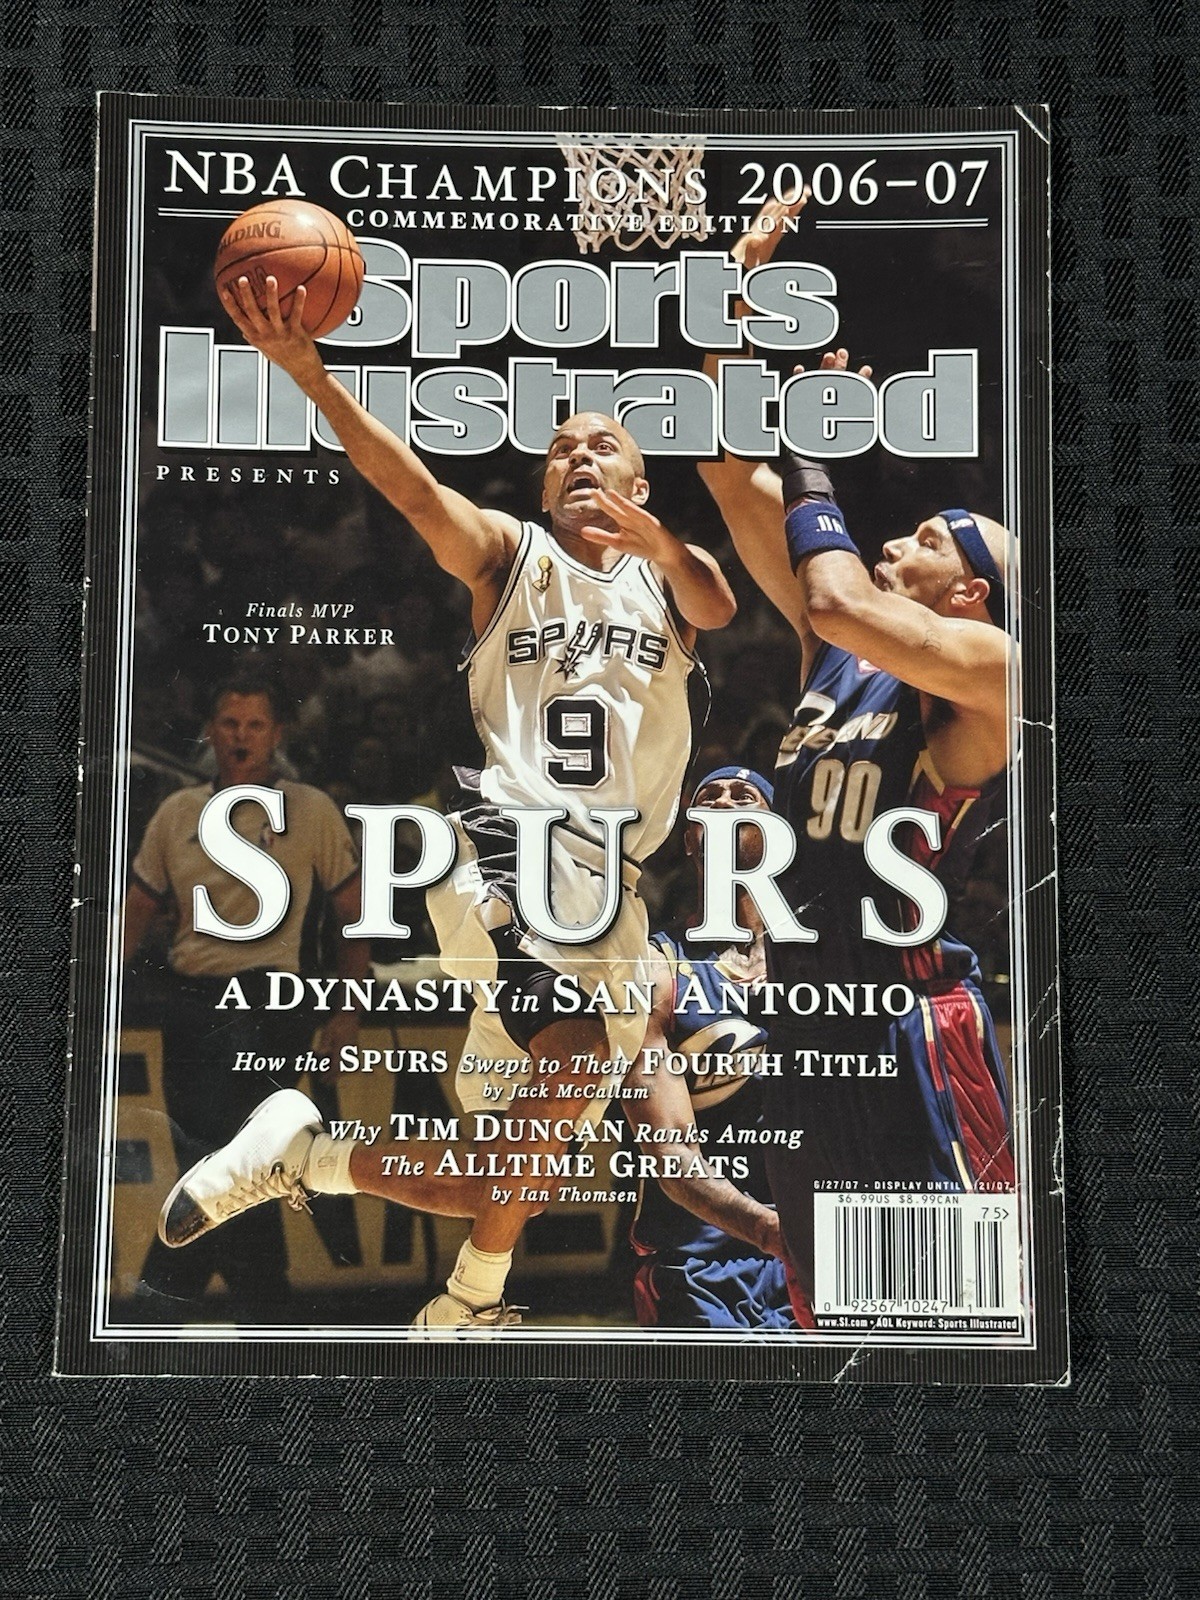 NBA CHAMPIONS 2006-07
COMMEMORATIVE EDITION
Sports
Illustrated
PRESENTS
Finals MVP
TONY PARKER
SPURS
9
90
SPURS
A DYNASTY in SAN ANTONIO
How the SPURS Swept to Their FOURTH TITLE
by Jack McCallum
Why TIM DUNCAN Ranks Among
The ALLTIME GREATS
by Ian Thomsen
6/27/07 • DISPLAY UNTIL /21/07
$6.99US $8.99CAN
75>
0 92567 10247 1
www.SI.com • AOL Keyword: Sports Illustrated